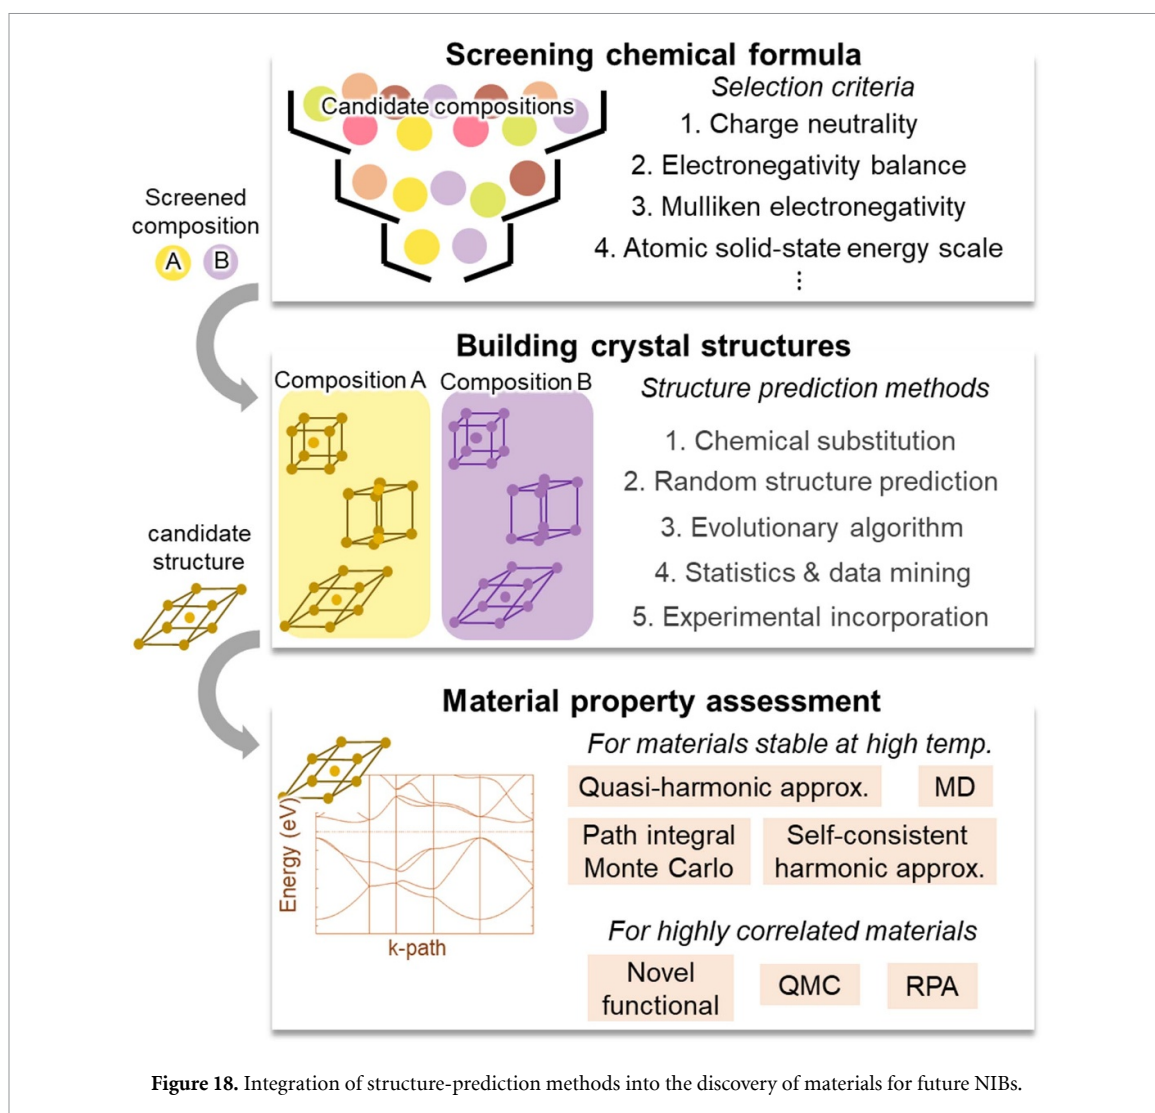 Screening chemical formula
Candidate compositions
Selection criteria
1. Charge neutrality
2. Electronegativity balance
3. Mulliken electronegativity
4. Atomic solid-state energy scale
⋮
Screened
composition
A B
Building crystal structures
Composition A
Composition B
Structure prediction methods
1. Chemical substitution
2. Random structure prediction
3. Evolutionary algorithm
4. Statistics & data mining
5. Experimental incorporation
candidate
structure
Material property assessment
Energy (eV)
k-path
For materials stable at high temp.
Quasi-harmonic approx.
MD
Path integral
Monte Carlo
Self-consistent
harmonic approx.
For highly correlated materials
Novel
functional
QMC
RPA
Figure 18. Integration of structure-prediction methods into the discovery of materials for future NIBs.